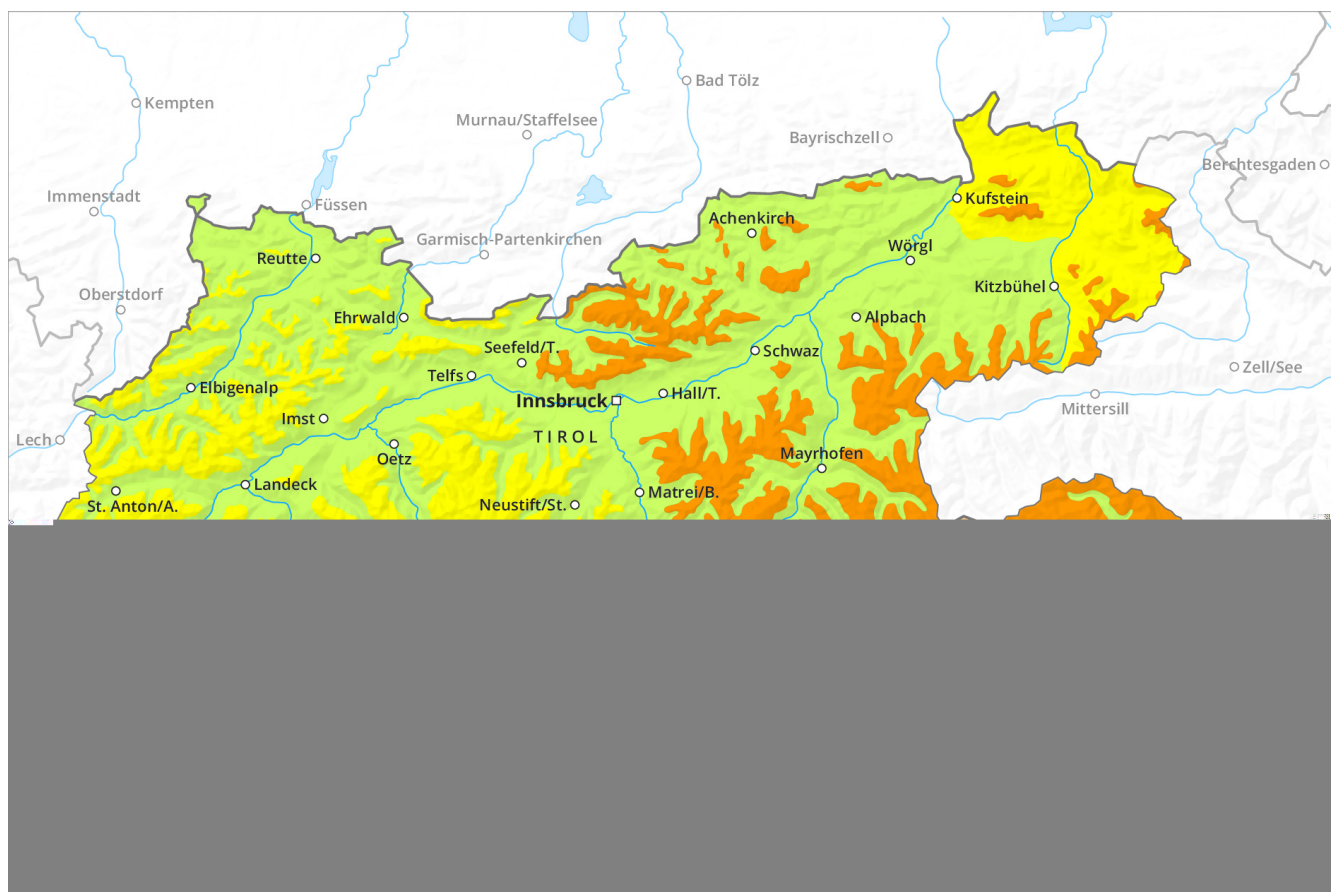 Bad Tölz
Kempten
Murnau/Staffelsee
Bayrischzell
Berchtesgaden
Immenstadt
Füssen
Kufstein
Achenkirch
Garmisch-Partenkirchen
Wörgl
Reutte
Kitzbühel
Oberstdorf
Ehrwald
Alpbach
Seefeld/T.
Schwaz
Zell/See
Telfs
Elbigenalp
Hall/T.
Innsbruck
Mittersill
Imst
Lech
TIROL
Oetz
Mayrhofen
Landeck
Matrei/B.
St. Anton/A.
Neustift/St.